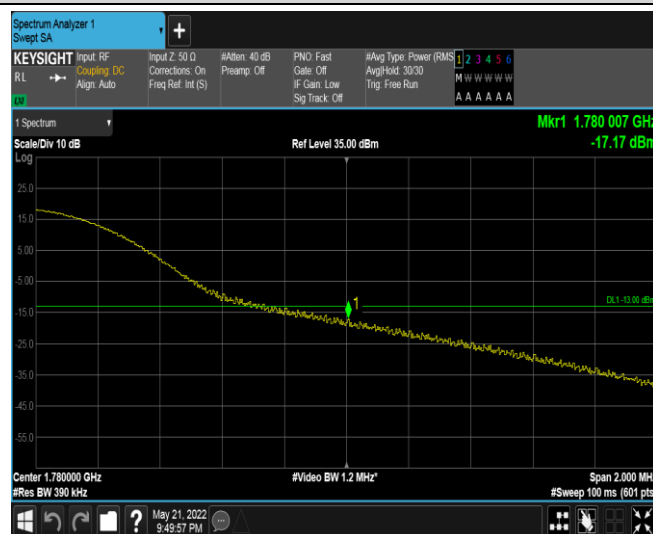 Spectrum Analyzer 1
Swept SA
+
KEYSIGHT Input: RF Input Z: 50 Ω #Atten: 40 dB PNO: Fast #Avg Type: Power (RMS 1 2 3 4 5 6
RL Coupling: DC Corrections: On Preamp: Off Gate: Off Avg|Hold: 30/30 M W W W W W
Align: Auto Freq Ref: Int (S) IF Gain: Low Trig: Free Run
Sig Track: Off A A A A A A
1 Spectrum Mkr1 1.780 007 GHz
Scale/Div 10 dB Ref Level 35.00 dBm -17.17 dBm
Log
25.0
15.0
5.00
-5.00
1
DL1 -13.00 dBm
-15.0
-25.0
-35.0
-45.0
-55.0
Center 1.780000 GHz #Video BW 1.2 MHz* Span 2.000 MHz
#Res BW 390 kHz #Sweep 100 ms (601 pts
? May 21, 2022
9:49:57 PM